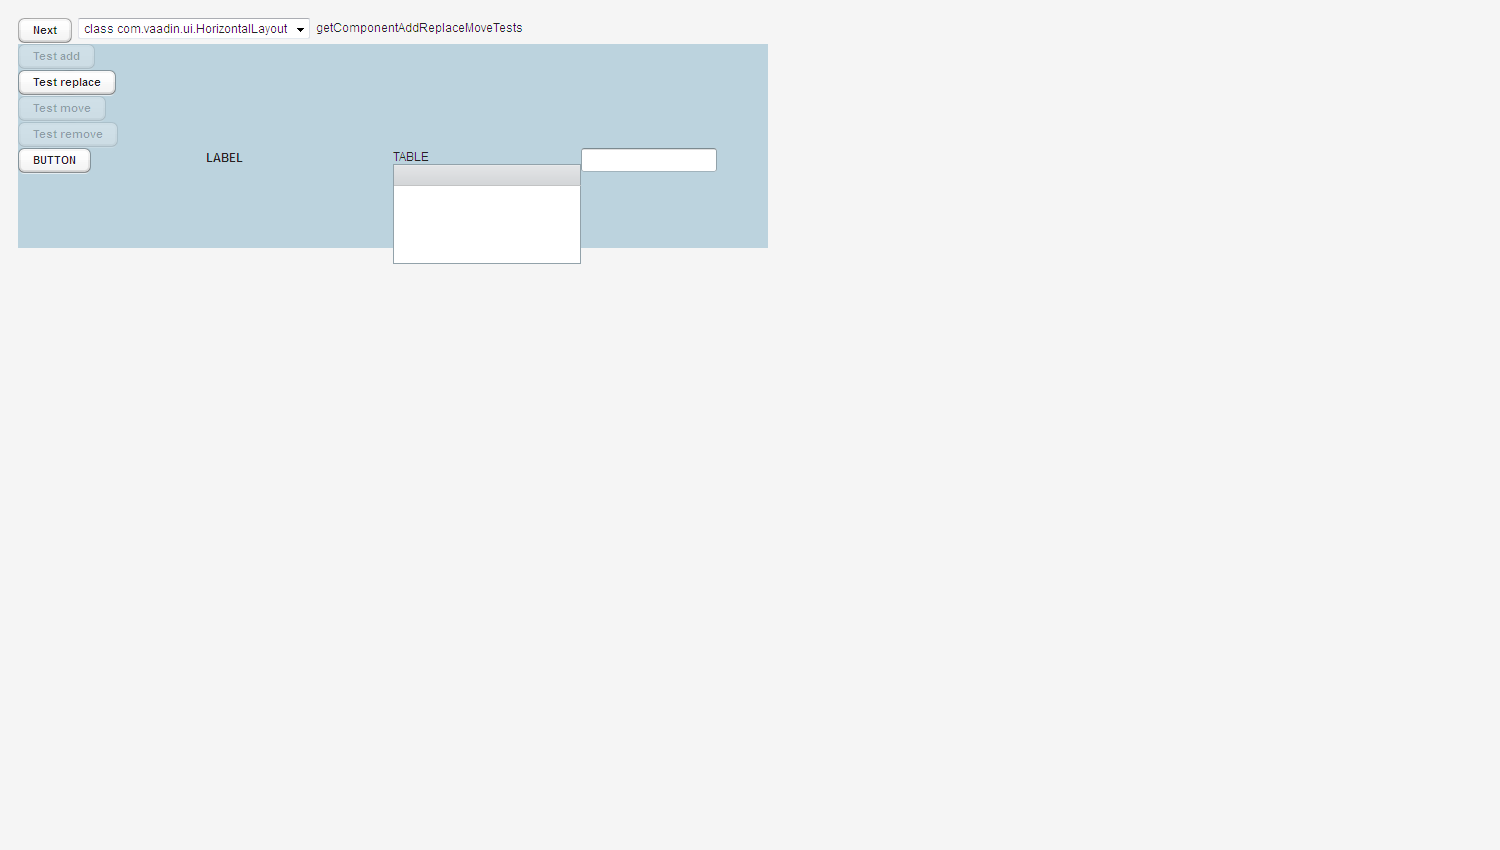 Next class com.vaadin.ui.HorizontalLayout getComponentAddReplaceMoveTests
Test add
Test replace
Test move
Test remove
BUTTON LABEL TABLE